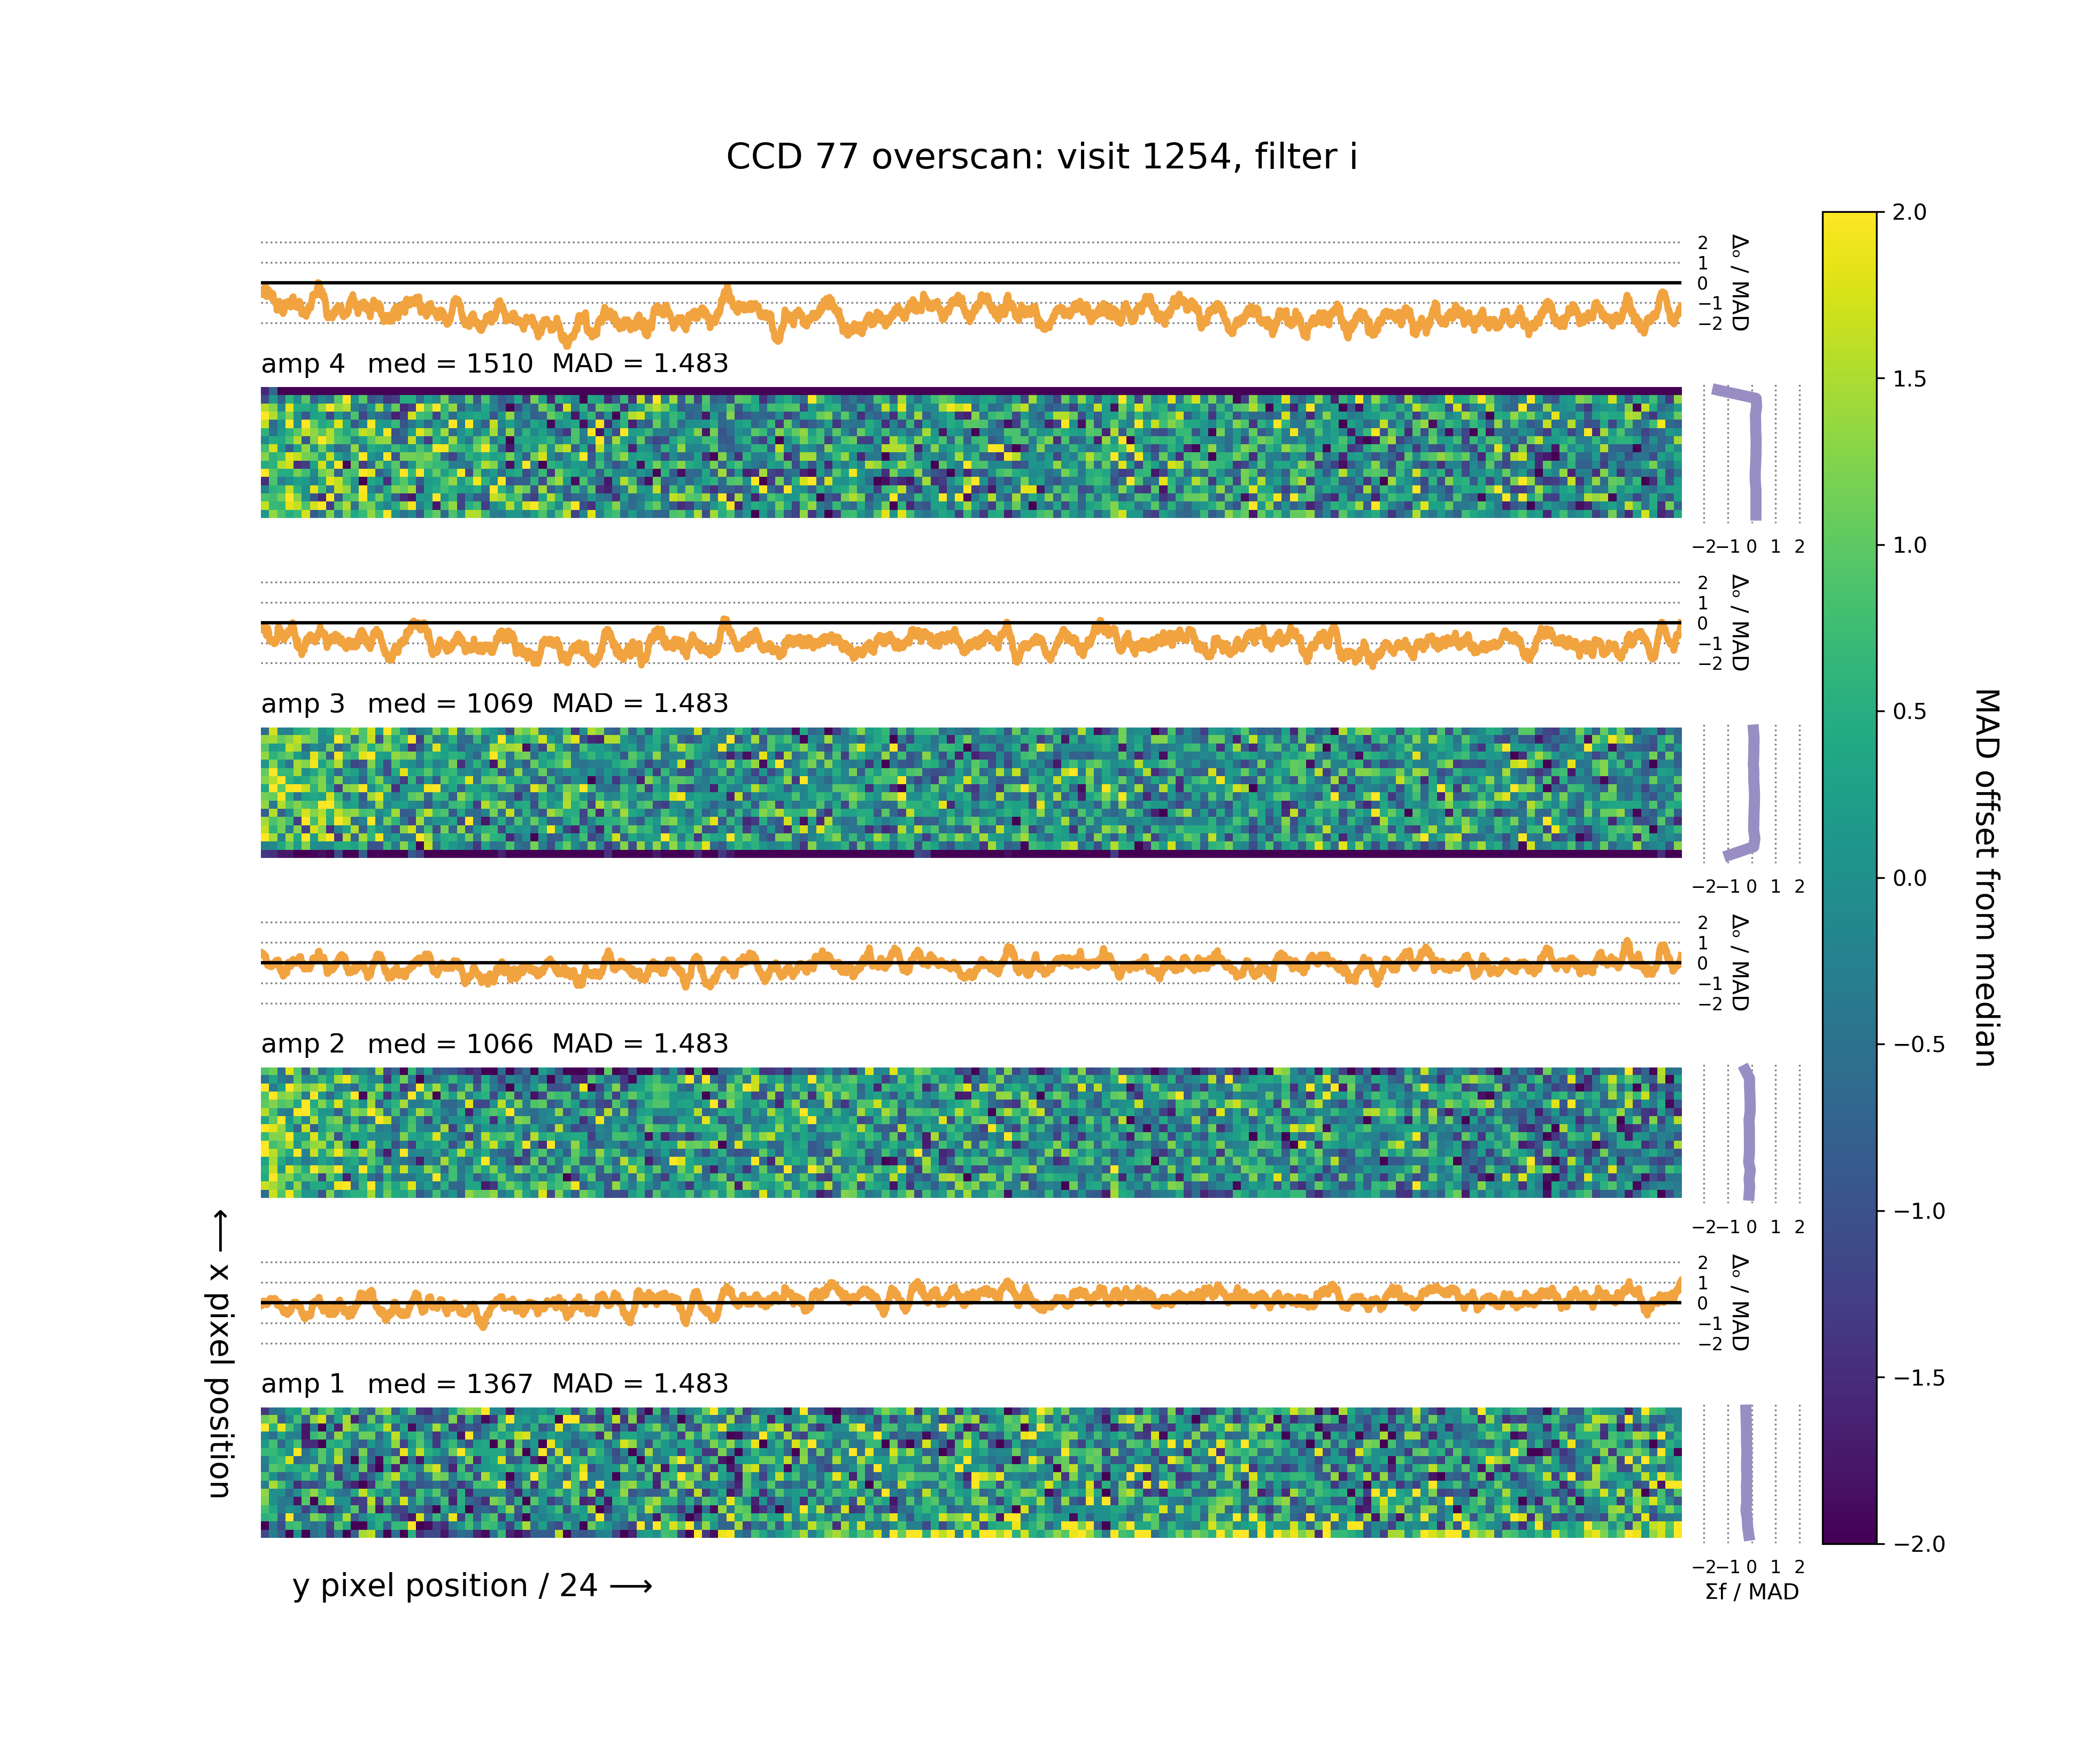 CCD 77 overscan: visit 1254, filter i
2
1
0
−1
−2
Δₒ / MAD
amp 4 med = 1510 MAD = 1.483
−2 −1 0 1 2
2
1
0
−1
−2
Δₒ / MAD
amp 3 med = 1069 MAD = 1.483
−2 −1 0 1 2
2
1
0
−1
−2
Δₒ / MAD
amp 2 med = 1066 MAD = 1.483
−2 −1 0 1 2
2
1
0
−1
−2
Δₒ / MAD
amp 1 med = 1367 MAD = 1.483
−2 −1 0 1 2
Σf / MAD
⟵ x pixel position
y pixel position / 24 ⟶
2.0
1.5
1.0
0.5
0.0
−0.5
−1.0
−1.5
−2.0
MAD offset from median